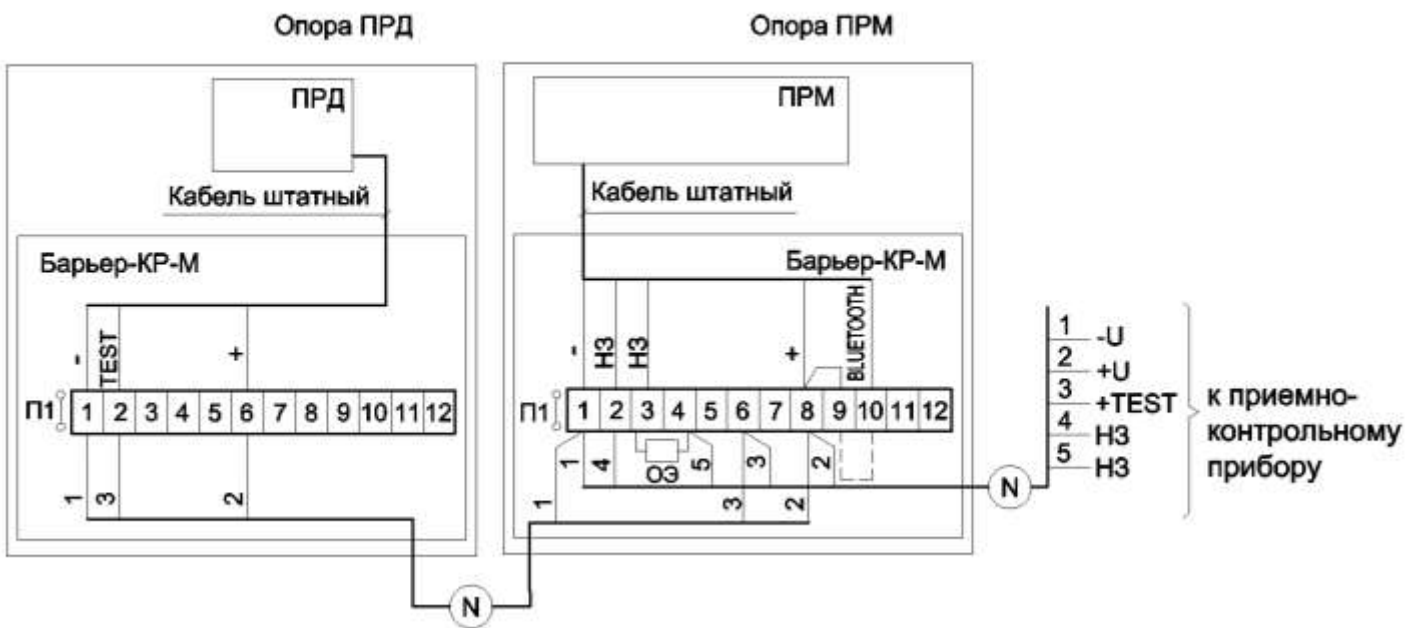 Опора ПРД
Опора ПРМ
ПРД
ПРМ
Кабель штатный
Кабель штатный
Барьер-КР-М
Барьер-КР-М
- TEST +
- НЗ НЗ + BLUETOOTH
П1 1 2 3 4 5 6 7 8 9 10 11 12
П1 1 2 3 4 5 6 7 8 9 10 11 12
1 3 2
1 4 ОЭ 5 3 2
1 3 2
N
N
1 -U
2 +U
3 +TEST
4 НЗ
5 НЗ
к приемно-
контрольному
прибору